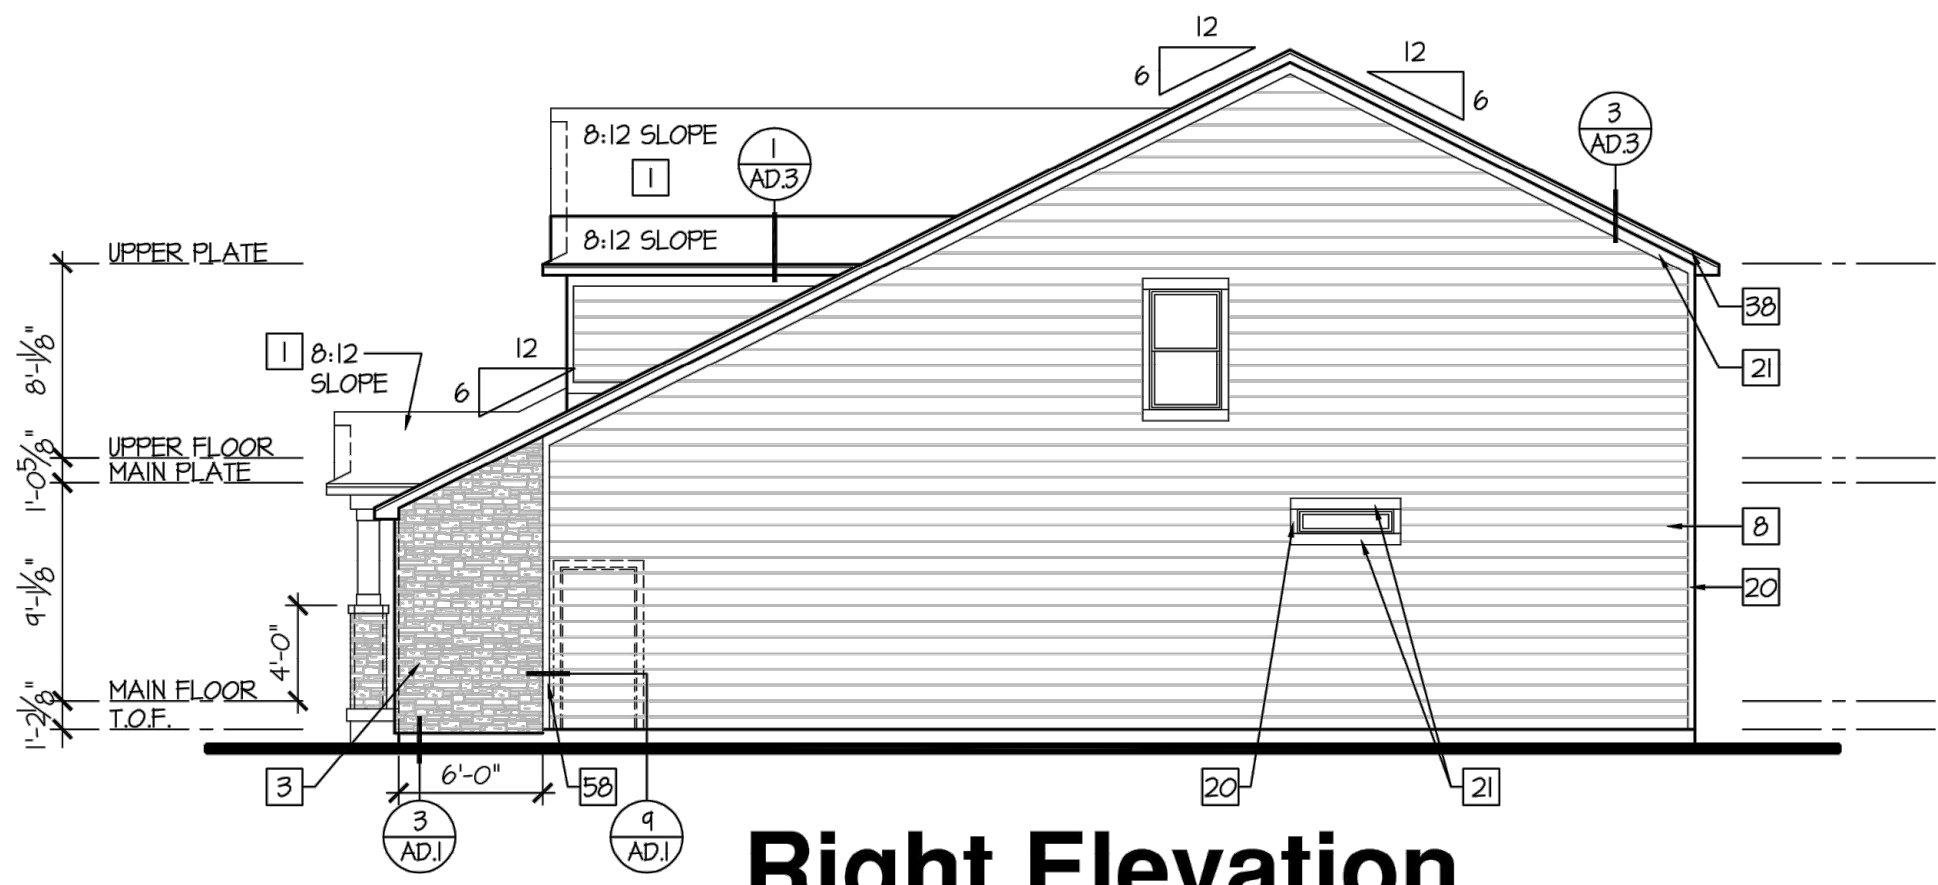 12
12
6
6
3
AD.3
8:12 SLOPE
1
1
AD.3
8:12 SLOPE
UPPER PLATE
38
8'-1 1/8"
1 8:12
SLOPE
12
6
21
UPPER FLOOR
MAIN PLATE
1'-0 5/8"
8
20
9'-1 1/8"
4'-0"
MAIN FLOOR
T.O.F.
1'-2 1/8"
3
6'-0"
58
20
21
3
AD.1
9
AD.1
Right Elevation